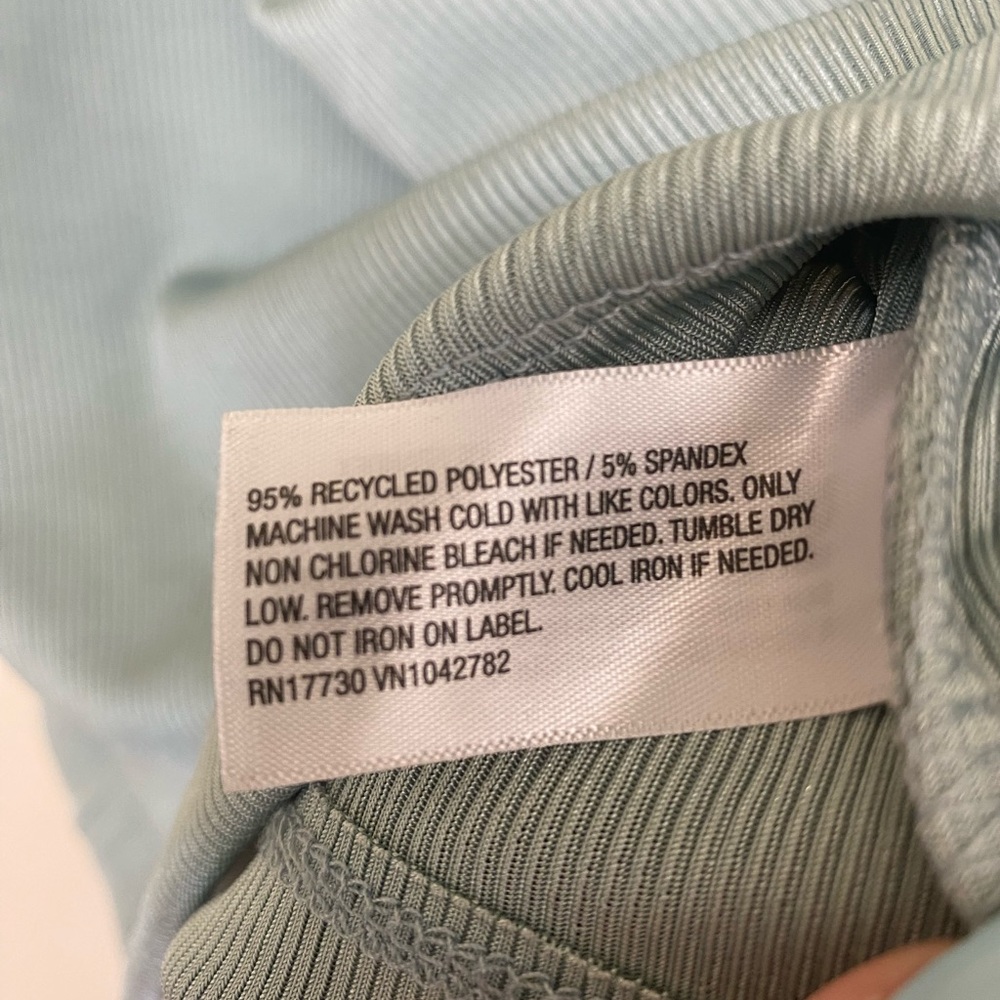 95% RECYCLED POLYESTER / 5% SPANDEX
MACHINE WASH COLD WITH LIKE COLORS. ONLY
NON CHLORINE BLEACH IF NEEDED. TUMBLE DRY
LOW. REMOVE PROMPTLY. COOL IRON IF NEEDED.
DO NOT IRON ON LABEL.
RN17730 VN1042782